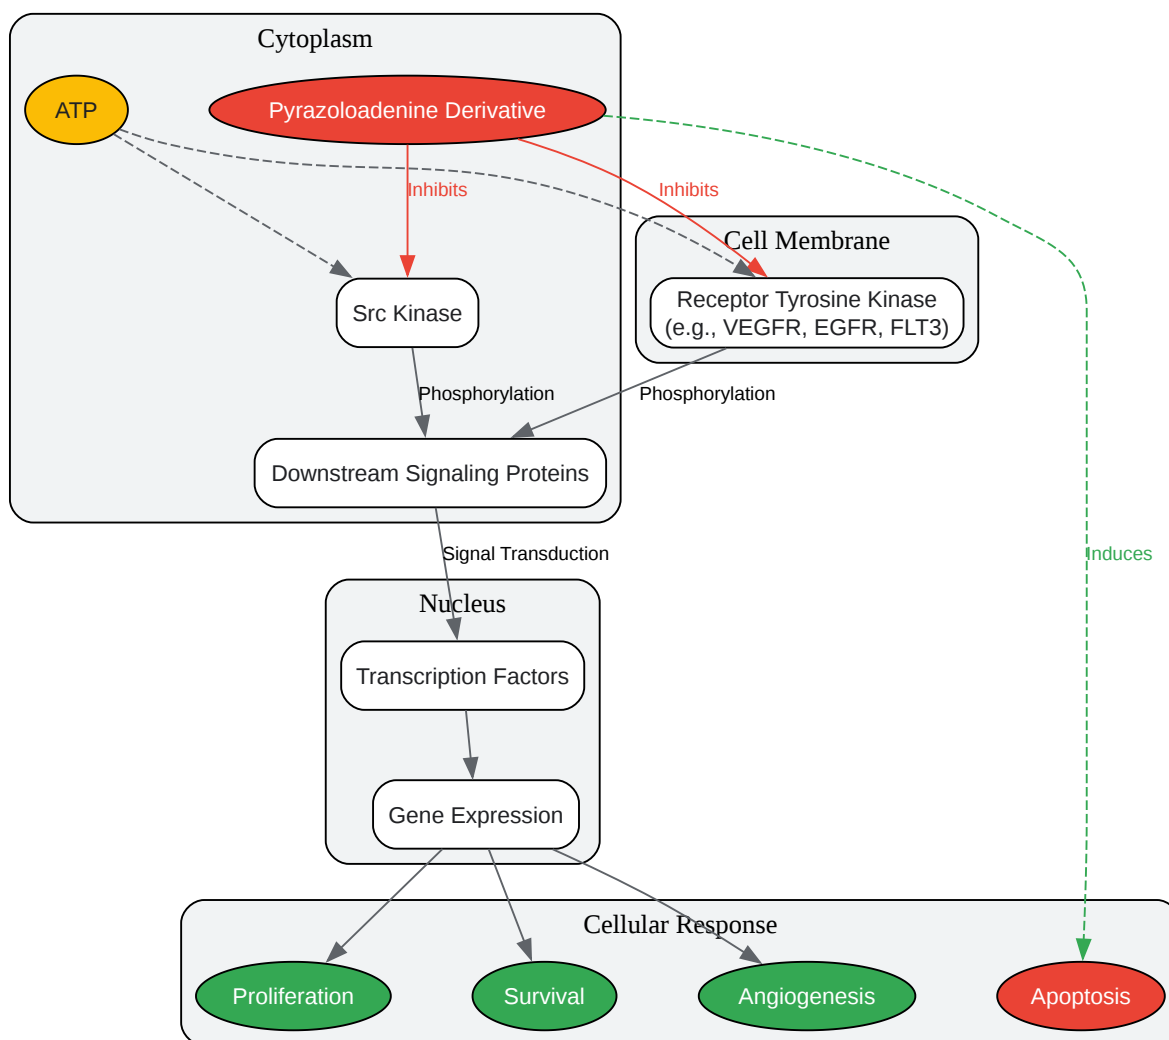 Cytoplasm
ATP
Pyrazoloadenine Derivative
Inhibits
Inhibits
Cell Membrane
Src Kinase
Receptor Tyrosine Kinase
(e.g., VEGFR, EGFR, FLT3)
Phosphorylation
Phosphorylation
Downstream Signaling Proteins
Signal Transduction
Induces
Nucleus
Transcription Factors
Gene Expression
Cellular Response
Proliferation
Survival
Angiogenesis
Apoptosis